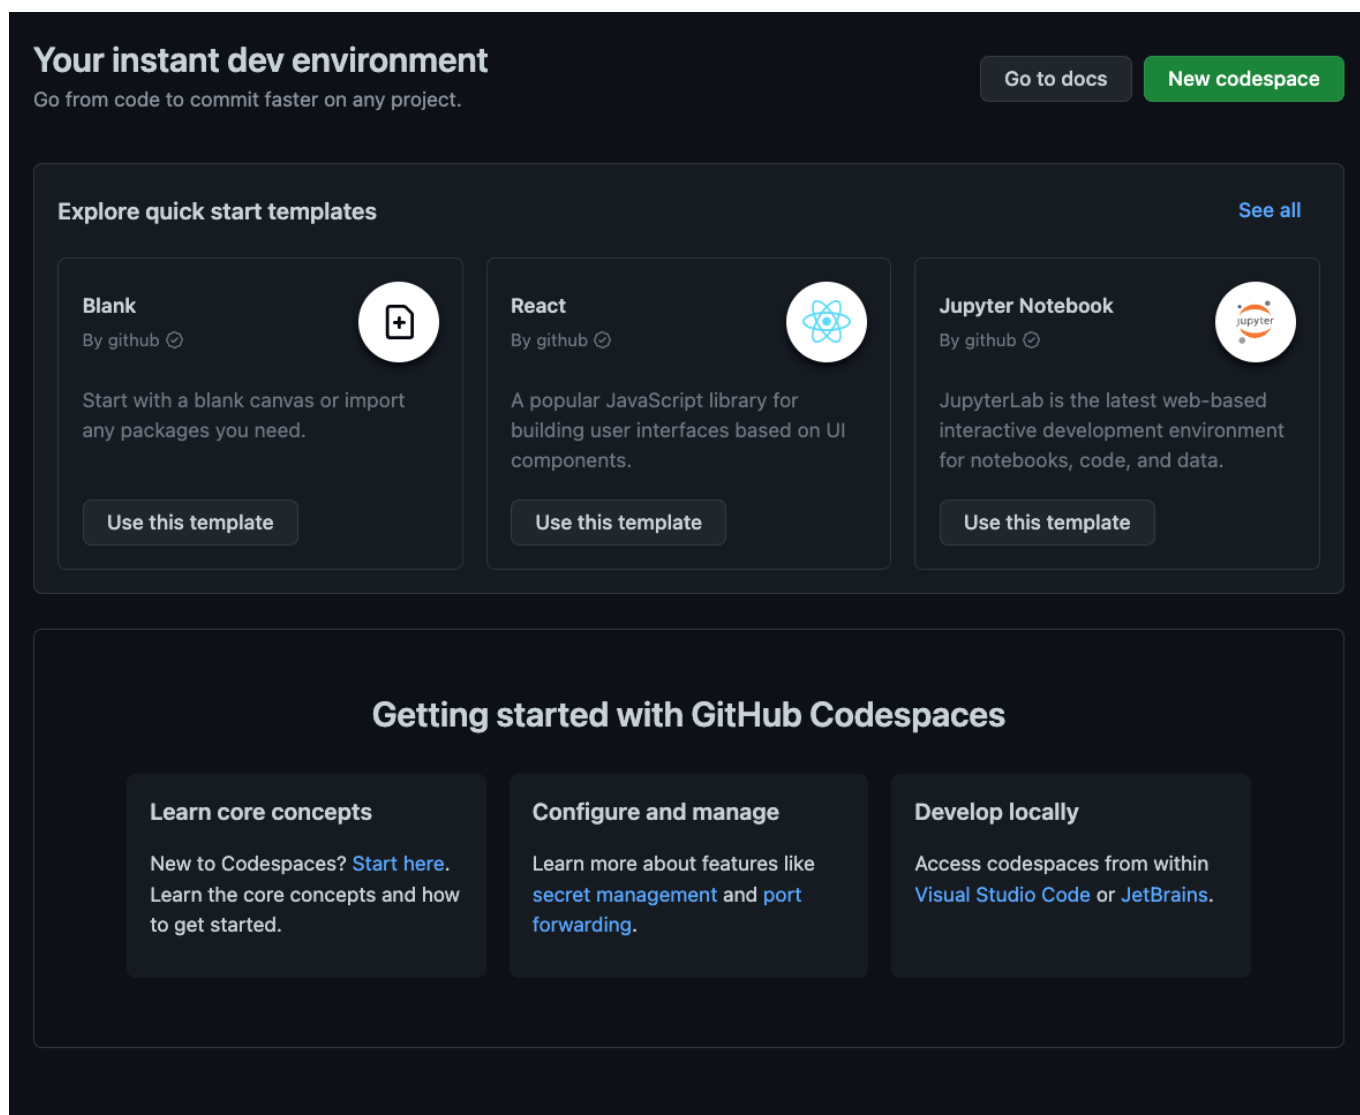 Your instant dev environment
Go from code to commit faster on any project.
Go to docs
New codespace
Explore quick start templates
See all
Blank
By github
Start with a blank canvas or import
any packages you need.
Use this template
React
By github
A popular JavaScript library for
building user interfaces based on UI
components.
Use this template
Jupyter Notebook
By github
jupyter
JupyterLab is the latest web-based
interactive development environment
for notebooks, code, and data.
Use this template
Getting started with GitHub Codespaces
Learn core concepts
New to Codespaces? Start here.
Learn the core concepts and how
to get started.
Configure and manage
Learn more about features like
secret management and port
forwarding.
Develop locally
Access codespaces from within
Visual Studio Code or JetBrains.